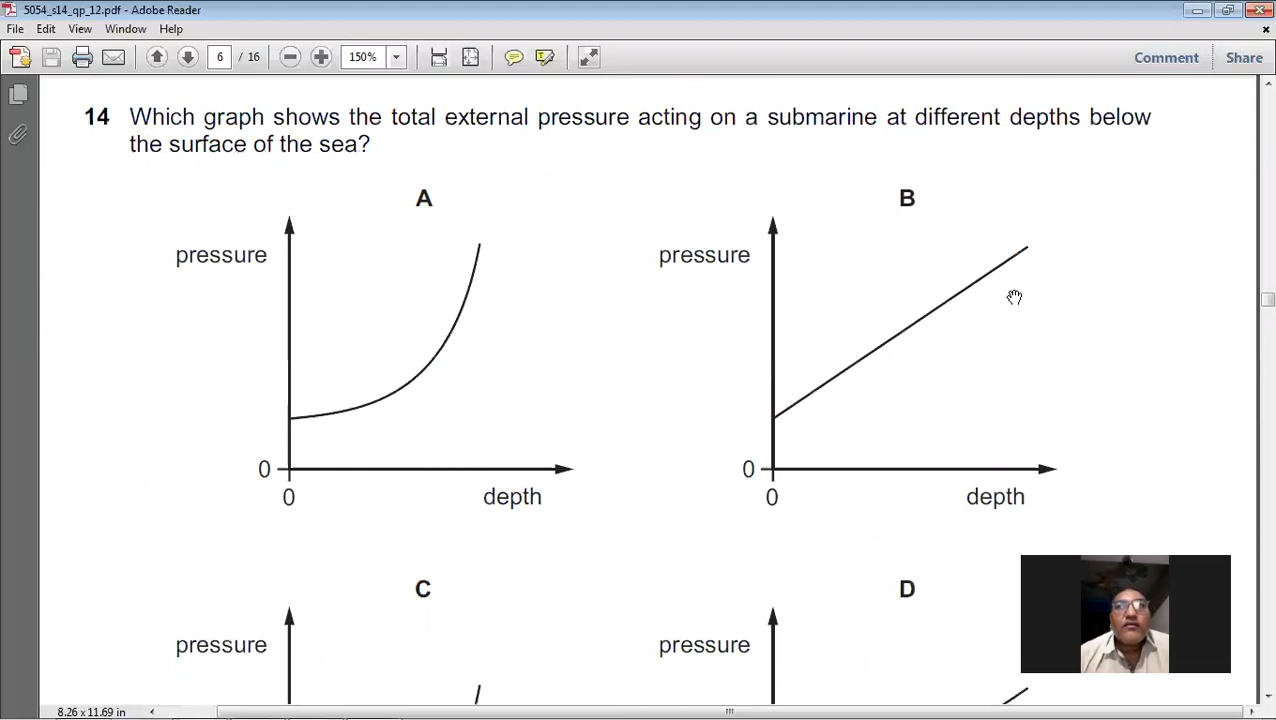 5054_s14_qp_12.pdf - Adobe Reader
File Edit View Window Help
6 / 16 150% Comment Share
14 Which graph shows the total external pressure acting on a submarine at different depths below
the surface of the sea?
A B
pressure pressure
0 0
0 depth 0 depth
C D
pressure pressure
8.26 x 11.69 in